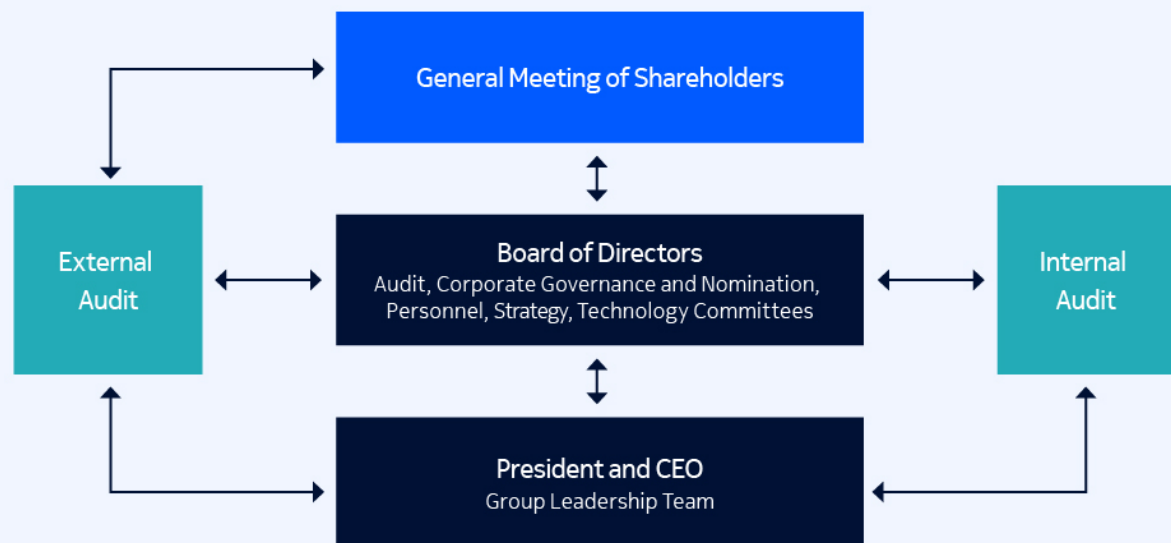 General Meeting of Shareholders
External
Audit
Board of Directors
Audit, Corporate Governance and Nomination,
Personnel, Strategy, Technology Committees
Internal
Audit
President and CEO
Group Leadership Team